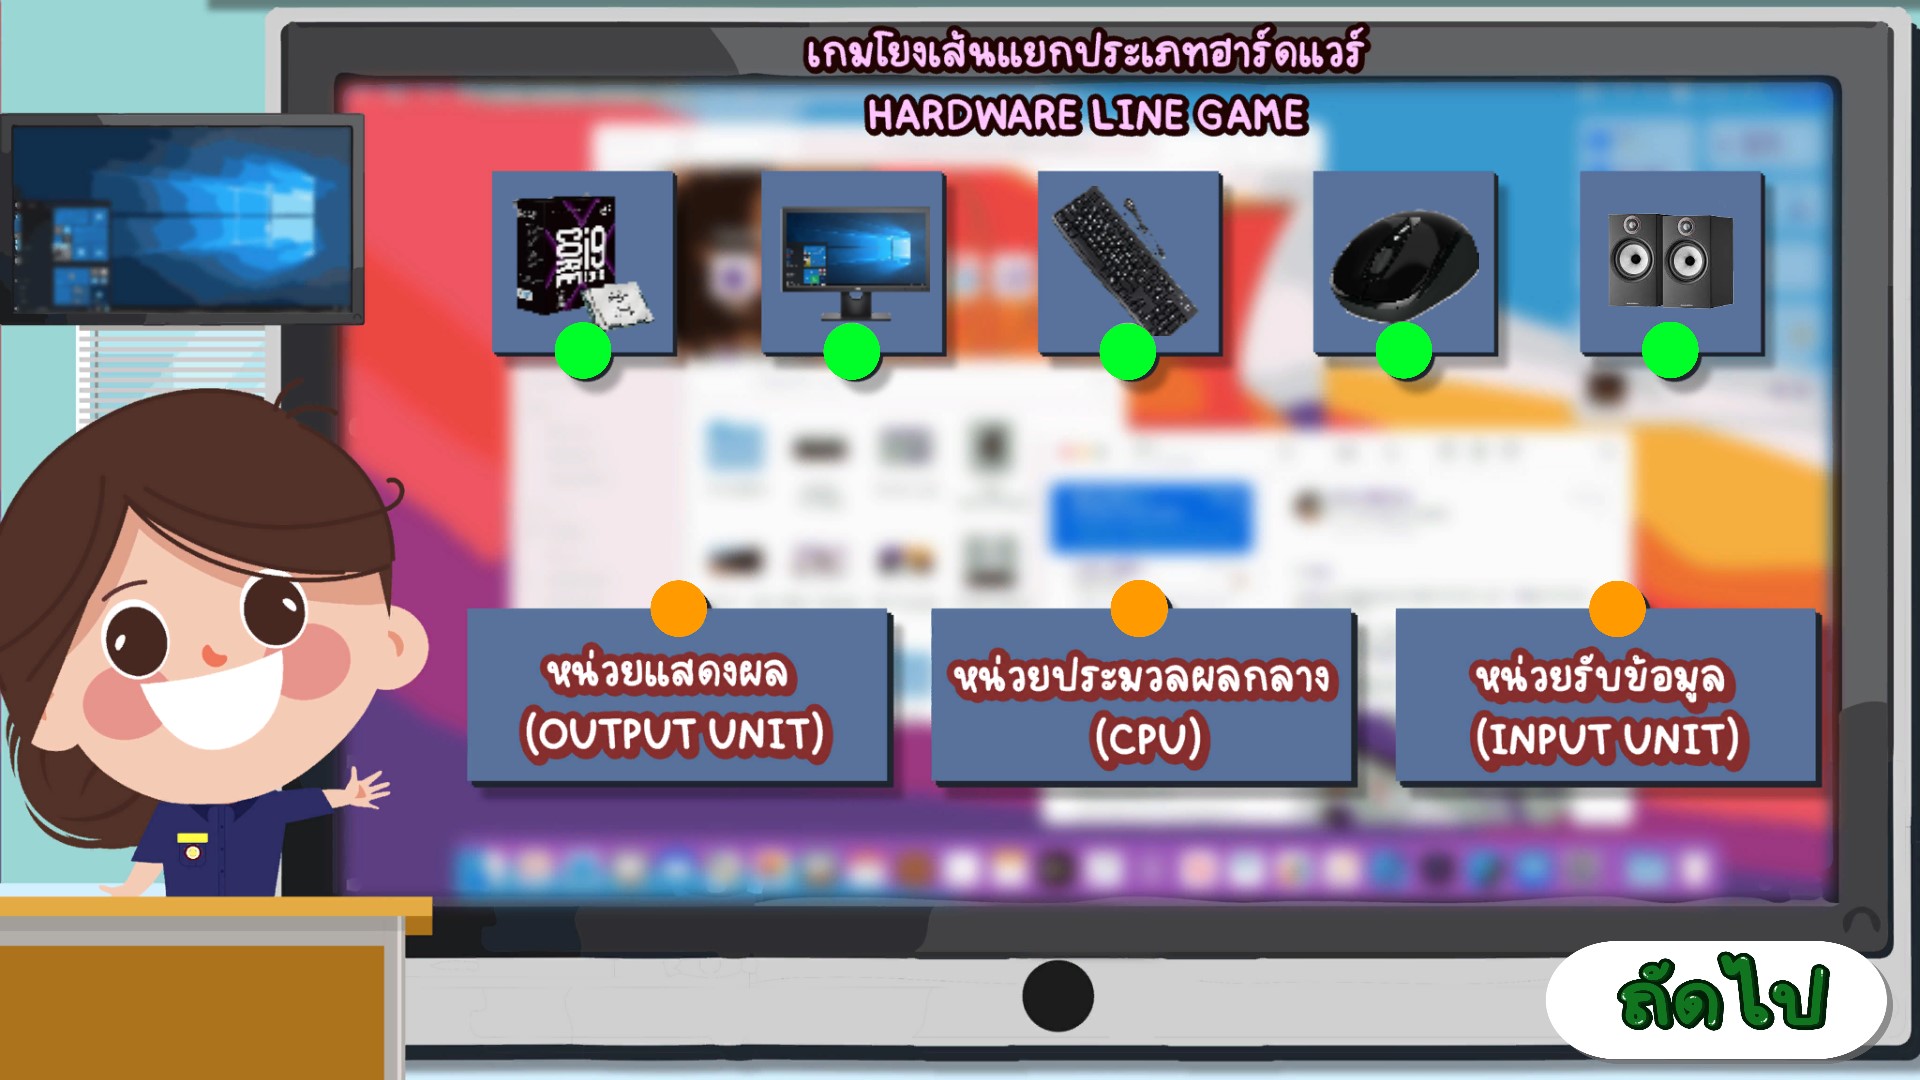 เกมโยงเส้นแยกประเภทฮาร์ดแวร์
HARDWARE LINE GAME
CORE
i9
หน่วยแสดงผล
(OUTPUT UNIT)
หน่วยประมวลผลกลาง
(CPU)
หน่วยรับข้อมูล
(INPUT UNIT)
ถัดไป